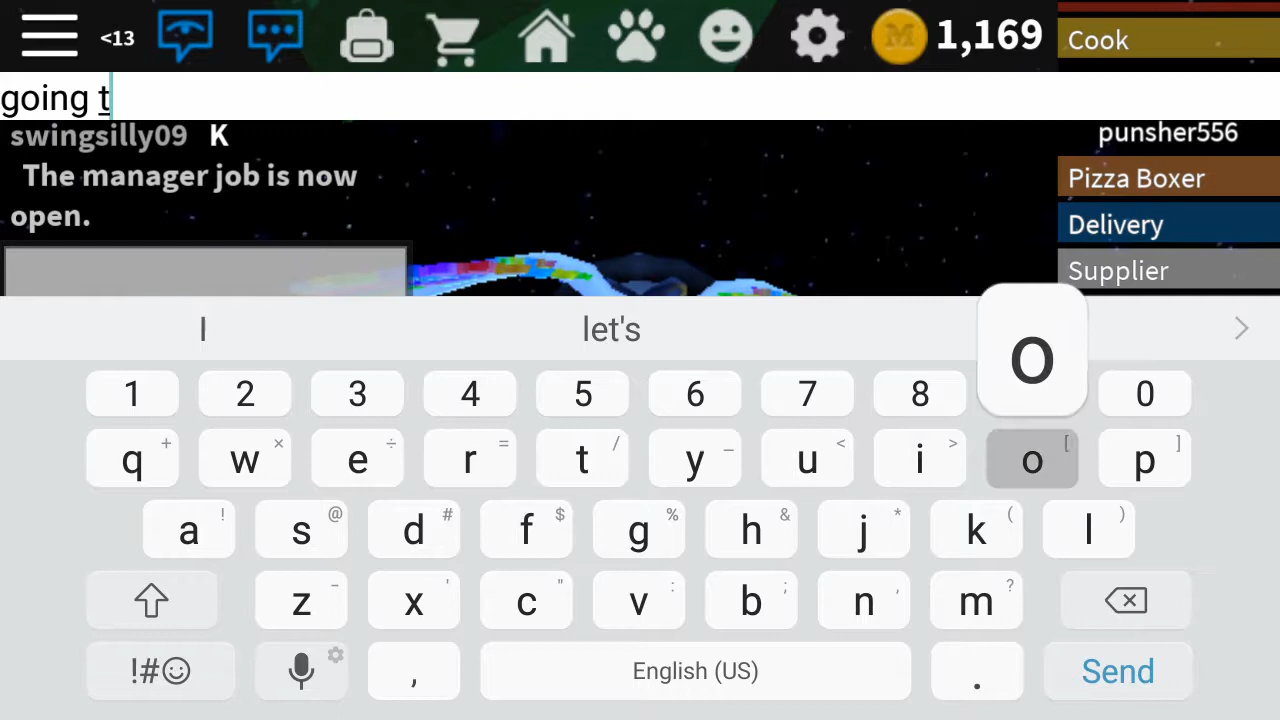 <13 M 1,169
Cook
going t
swingsilly09 K
punsher556
The manager job is now
open.
Pizza Boxer
Delivery
Supplier
I let's
o
1 2 3 4 5 6 7 8 0
q + w × e ÷ r = t / y _ u < i > o [ p ]
a ! s @ d # f $ g % h & j * k ( l )
z - x ' c " v : b ; n , m ?
!#☺ , English (US) . Send